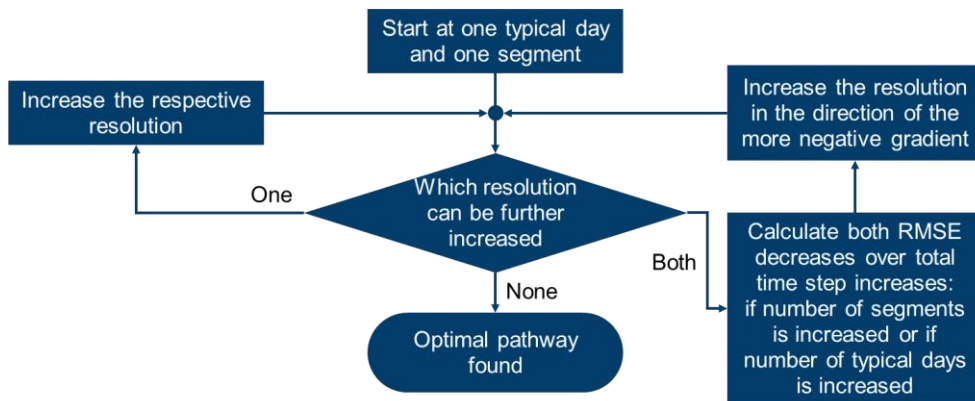 Start at one typical day
and one segment
Increase the respective
resolution
Increase the resolution
in the direction of the
more negative gradient
Which resolution
can be further
increased
One
Both
None
Calculate both RMSE
decreases over total
time step increases:
if number of segments
is increased or if
number of typical days
is increased
Optimal pathway
found